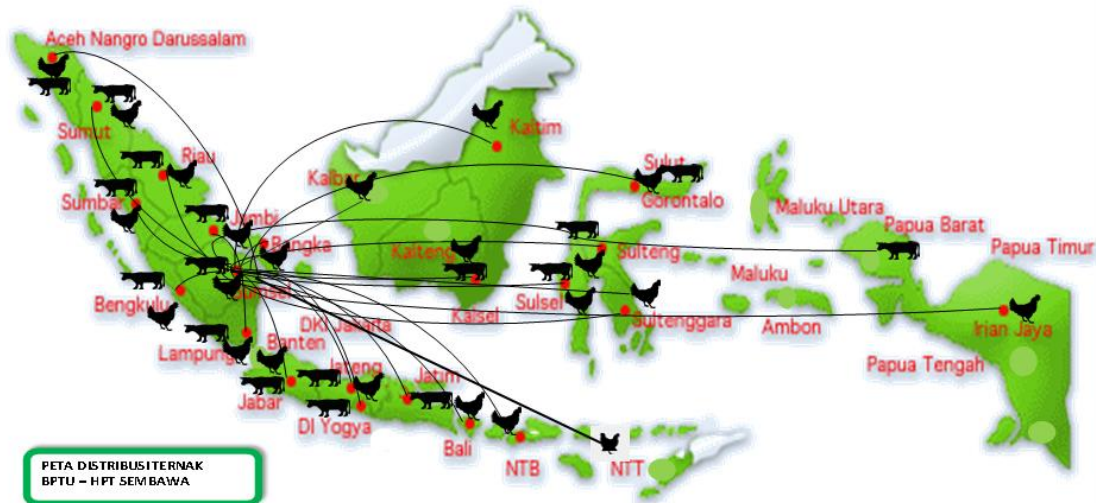 Aceh Nangro Darussalam
Sumut
Riau
Sumbar
Jambi
Bangka
Sumsel
Bengkulu
Lampung
DKI Jakarta
Banten
Jabar
Jateng
DI Yogya
Jatim
Bali
NTB
NTT
Kalbar
Kaltim
Kalteng
Kalsel
Sulut
Gorontalo
Sulteng
Sulsel
Sultenggara
Maluku Utara
Maluku
Ambon
Papua Barat
Papua Timur
Irian Jaya
Papua Tengah
PETA DISTRIBUSI TERNAK
BPTU – HPT SEMBAWA